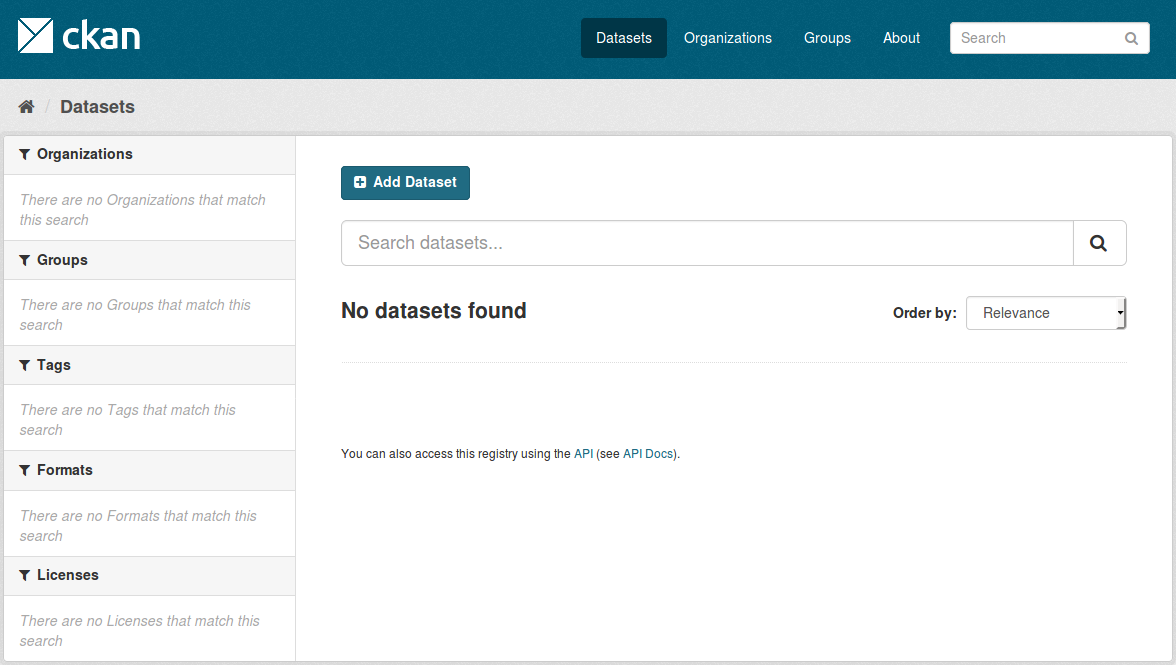 ckan
Datasets Organizations Groups About Search
Datasets
Organizations
There are no Organizations that match
this search
Groups
There are no Groups that match this
search
Tags
There are no Tags that match this
search
Formats
There are no Formats that match this
search
Licenses
There are no Licenses that match this
search
Add Dataset
Search datasets...
No datasets found
Order by: Relevance
You can also access this registry using the API (see API Docs).